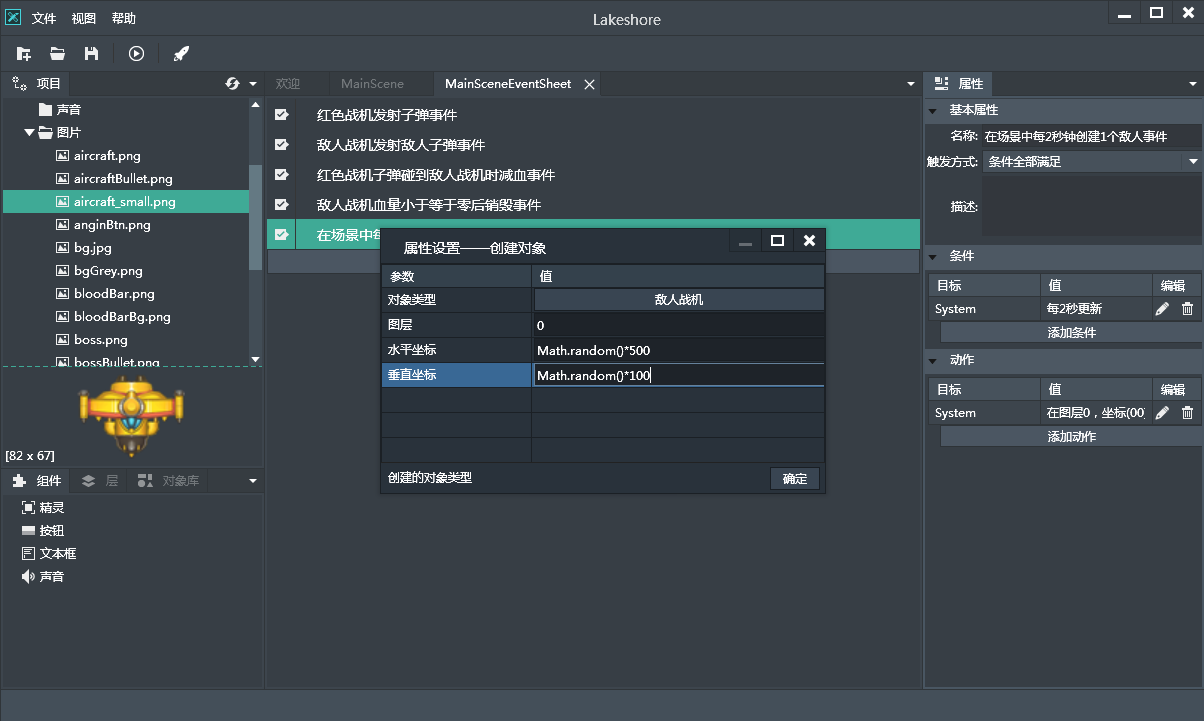 文件 视图 帮助
Lakeshore
项目
声音
图片
aircraft.png
aircraftBullet.png
aircraft_small.png
anginBtn.png
bg.jpg
bgGrey.png
bloodBar.png
bloodBarBg.png
boss.png
bossBullet.png
[82 x 67]
组件 层 对象库
精灵
按钮
文本框
声音
欢迎 MainScene MainSceneEventSheet
红色战机发射子弹事件
敌人战机发射敌人子弹事件
红色战机子弹碰到敌人战机时减血事件
敌人战机血量小于等于零后销毁事件
在场景中每
属性设置——创建对象
参数 值
对象类型 敌人战机
图层 0
水平坐标 Math.random()*500
垂直坐标 Math.random()*100
创建的对象类型 确定
属性
基本属性
名称: 在场景中每2秒钟创建1个敌人事件
触发方式: 条件全部满足
描述:
条件
目标 值 编辑
System 每2秒更新
添加条件
动作
目标 值 编辑
System 在图层0，坐标(00)
添加动作